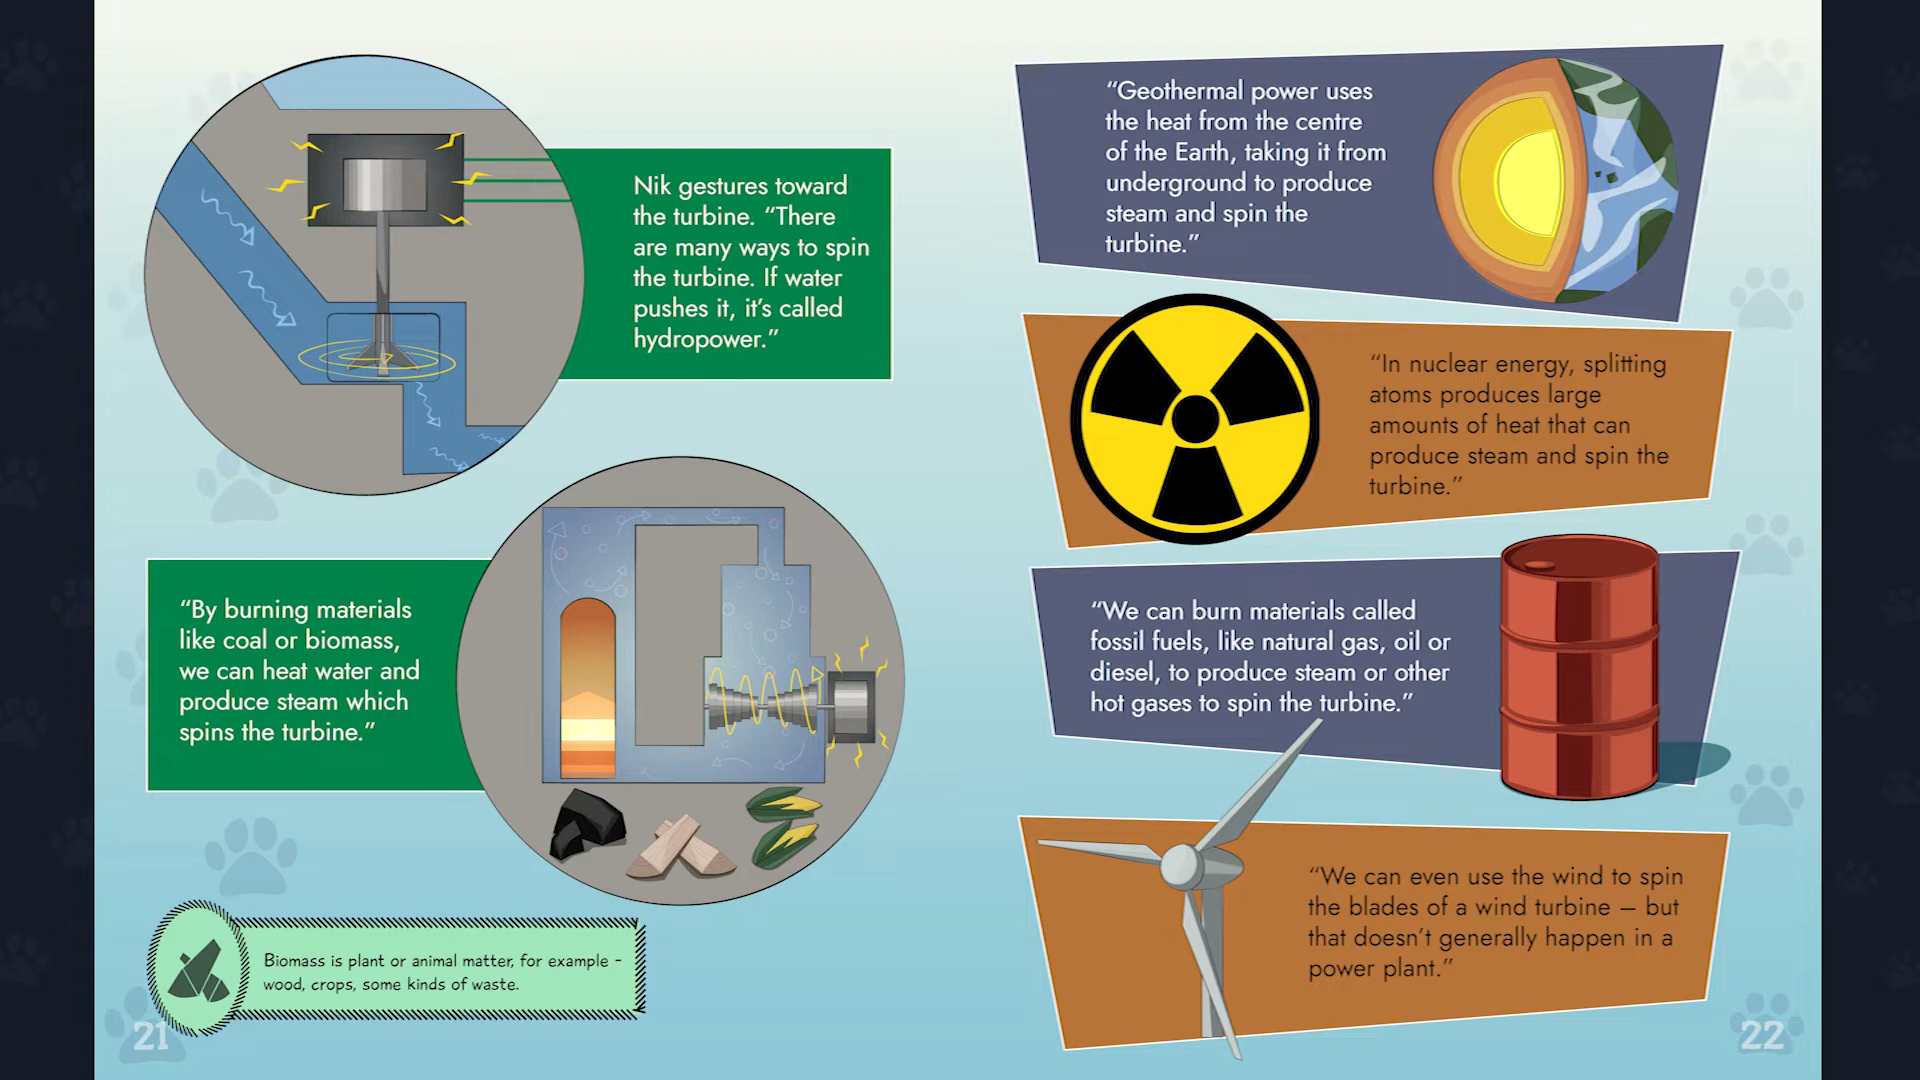 Nik gestures toward
the turbine. “There
are many ways to spin
the turbine. If water
pushes it, it’s called
hydropower.”
“By burning materials
like coal or biomass,
we can heat water and
produce steam which
spins the turbine.”
Biomass is plant or animal matter, for example -
wood, crops, some kinds of waste.
21
“Geothermal power uses
the heat from the centre
of the Earth, taking it from
underground to produce
steam and spin the
turbine.”
“In nuclear energy, splitting
atoms produces large
amounts of heat that can
produce steam and spin the
turbine.”
“We can burn materials called
fossil fuels, like natural gas, oil or
diesel, to produce steam or other
hot gases to spin the turbine.”
“We can even use the wind to spin
the blades of a wind turbine – but
that doesn’t generally happen in a
power plant.”
22